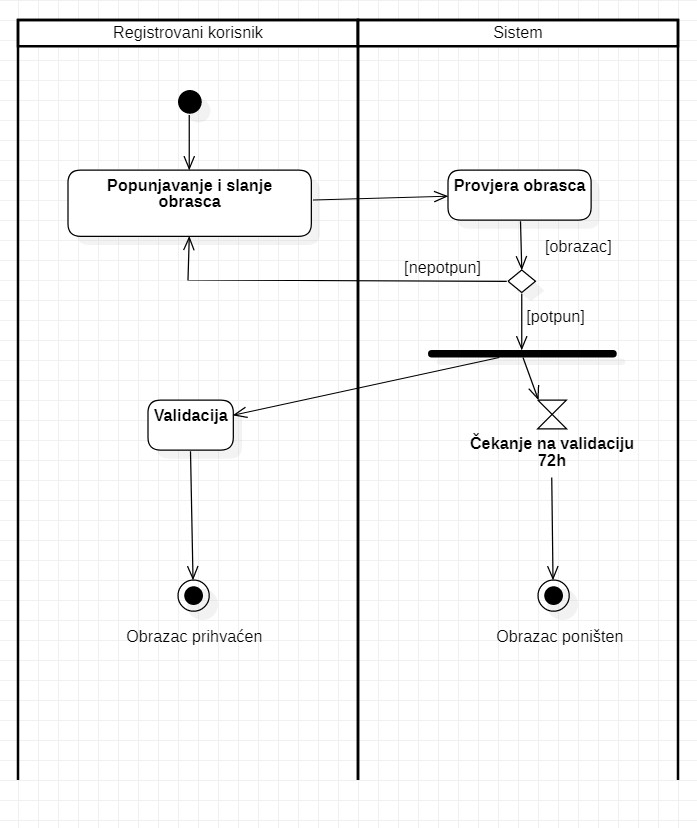 Registrovani korisnik
Sistem
Popunjavanje i slanje
obrasca
Provjera obrasca
[obrazac]
[nepotpun]
[potpun]
Validacija
Čekanje na validaciju
72h
Obrazac prihvaćen
Obrazac poništen